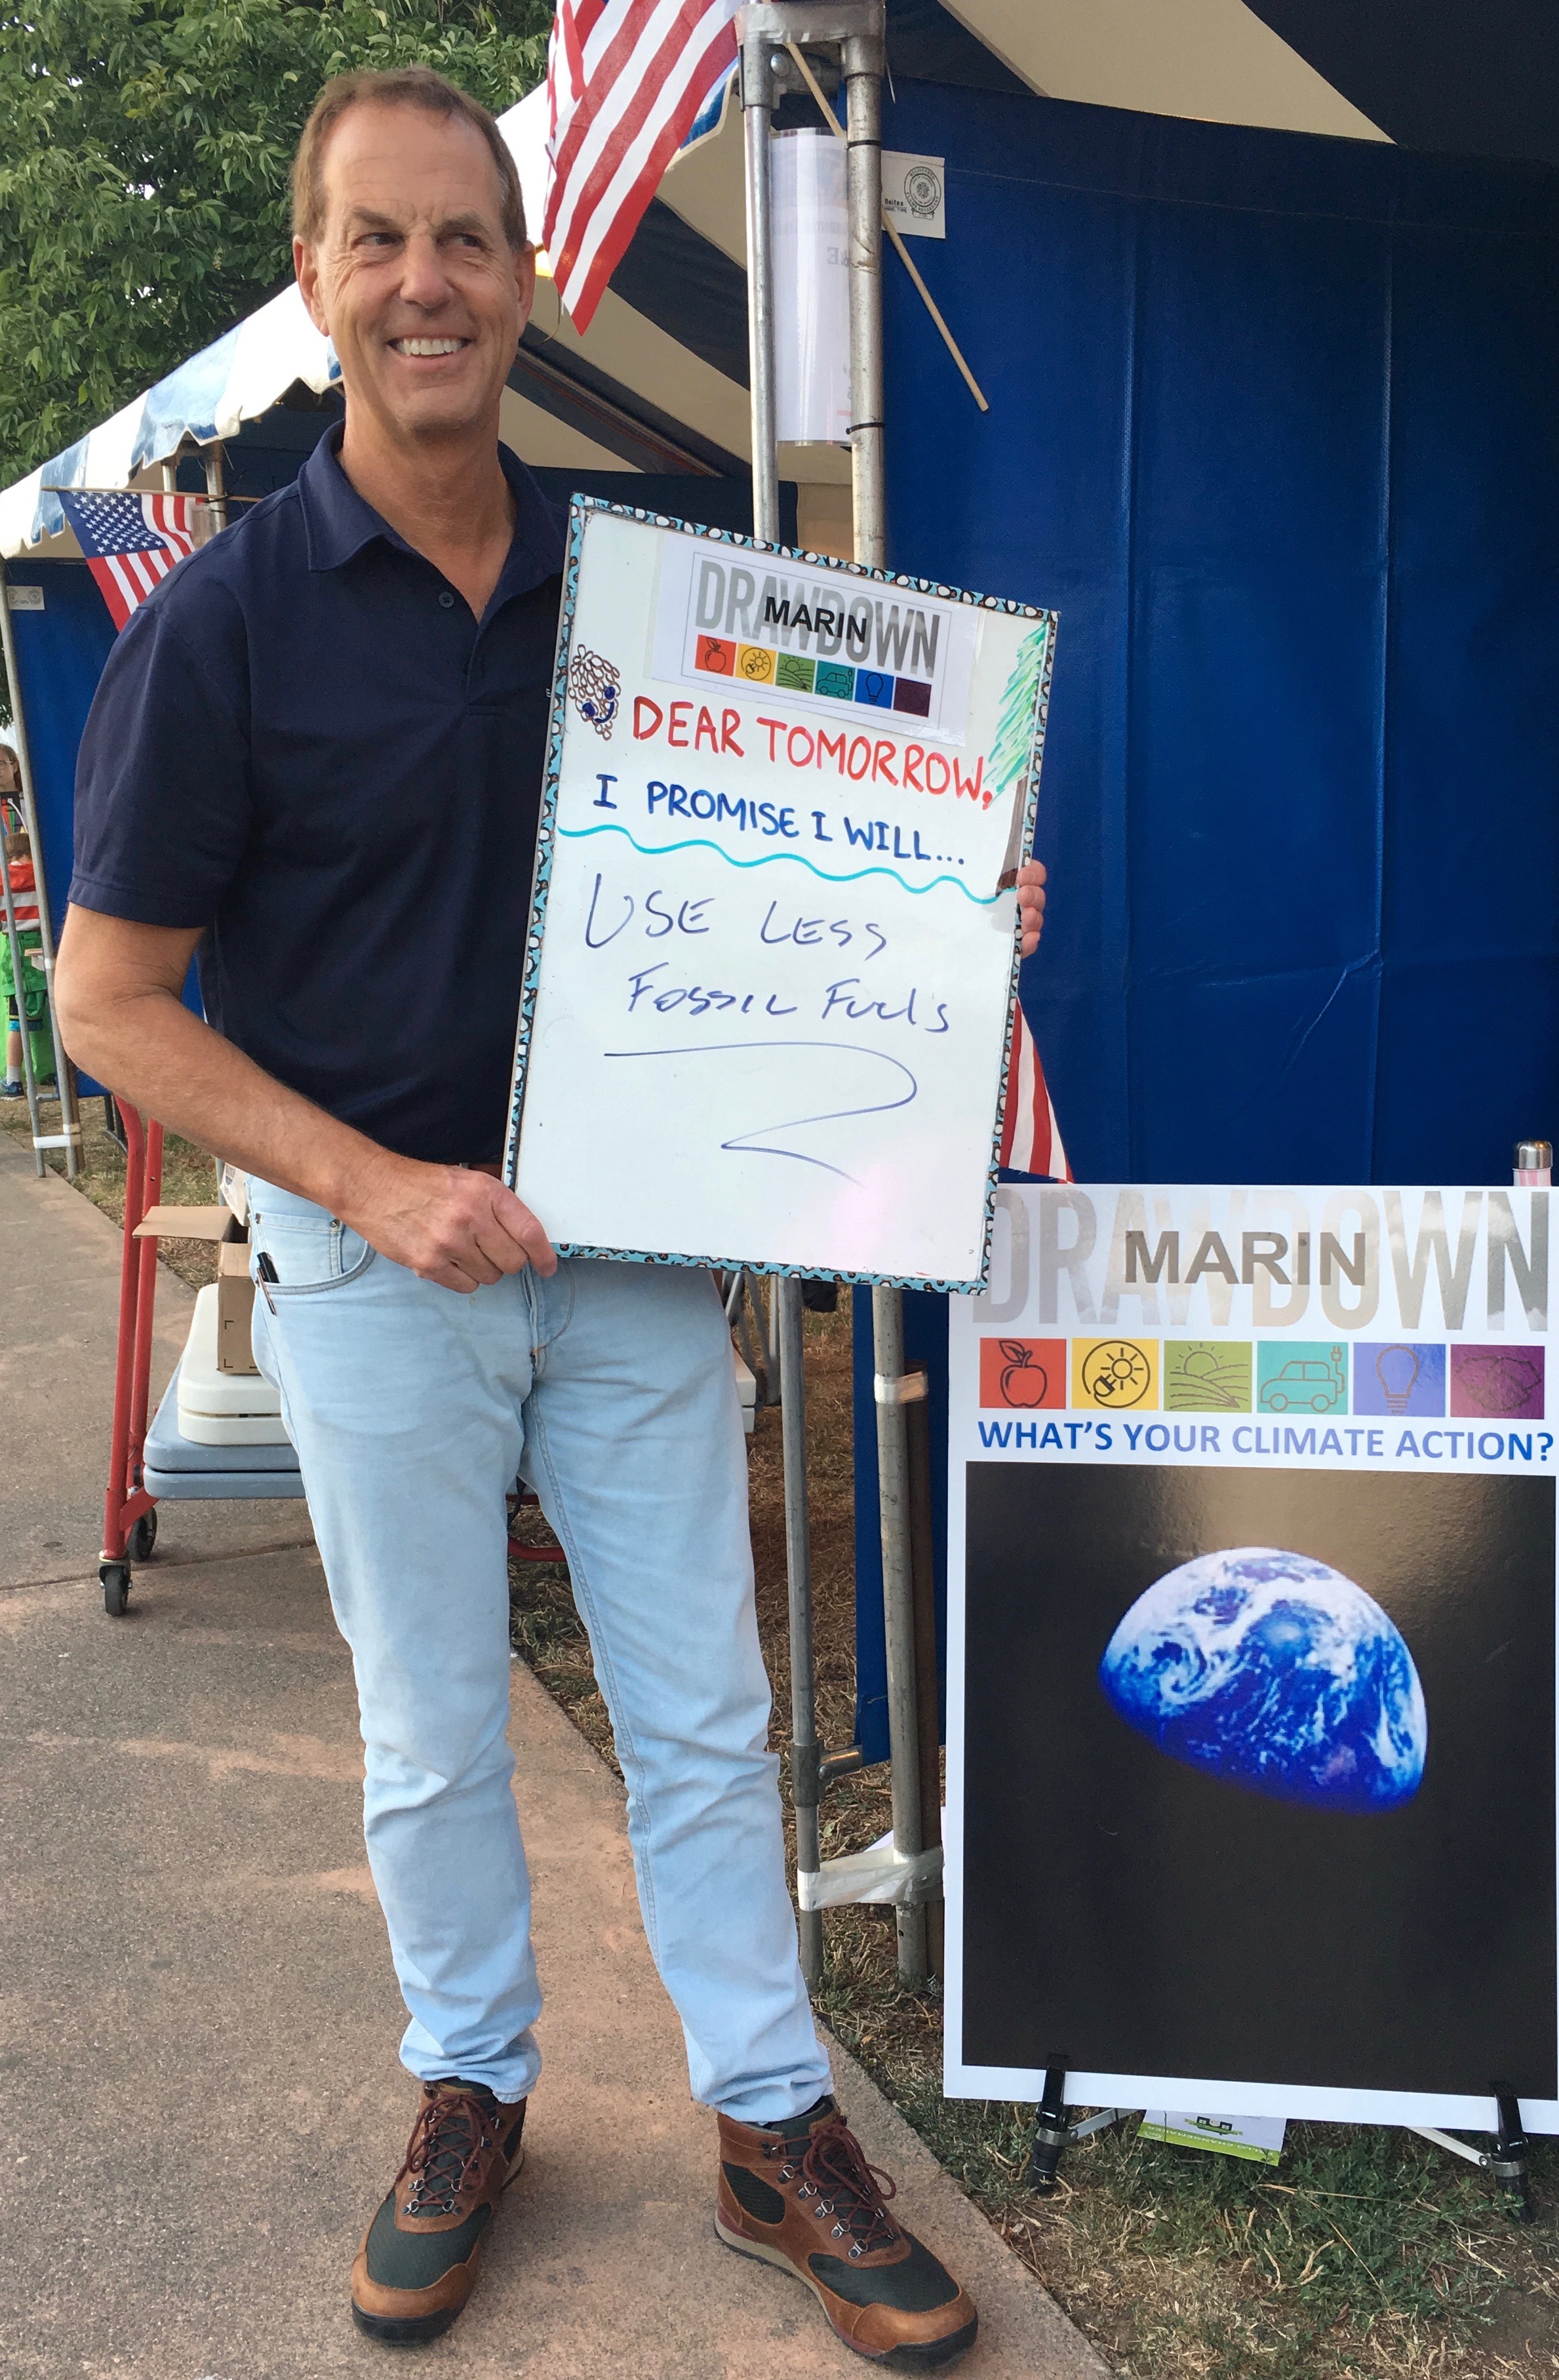 DRAWDOWN
MARIN
DEAR TOMORROW,
I PROMISE I WILL...
USE LESS
FOSSIL FUELS
DRAWDOWN
MARIN
WHAT'S YOUR CLIMATE ACTION?